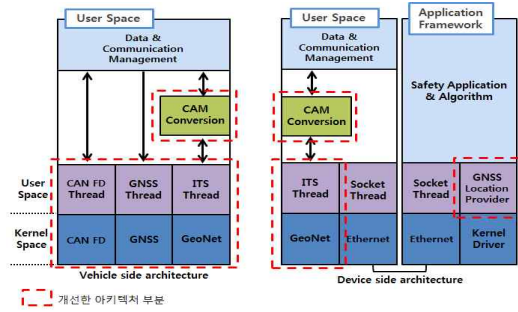 User Space
Data &
Communication
Management
CAM
Conversion
User
Space
CAN FD
Thread
GNSS
Thread
ITS
Thread
Kernel
Space
CAN FD
GNSS
GeoNet
Vehicle side architecture
개선한 아키텍처 부분
User Space
Data &
Communication
Management
CAM
Conversion
ITS
Thread
Socket
Thread
GeoNet
Ethernet
Application
Framework
Safety Application
& Algorithm
Socket
Thread
GNSS
Location
Provider
Ethernet
Kernel
Driver
Device side architecture